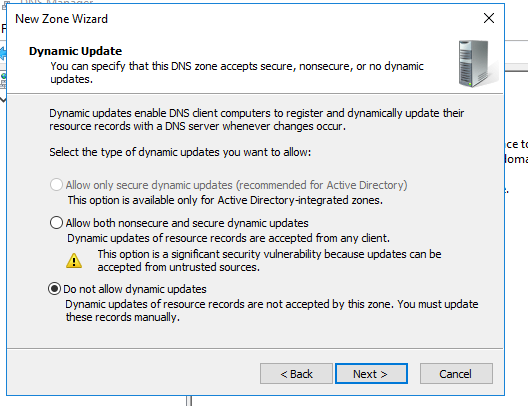 DNS Manager
New Zone Wizard
Dynamic Update
You can specify that this DNS zone accepts secure, nonsecure, or no dynamic
updates.
Dynamic updates enable DNS client computers to register and dynamically update their
resource records with a DNS server whenever changes occur.
Select the type of dynamic updates you want to allow:
Allow only secure dynamic updates (recommended for Active Directory)
This option is available only for Active Directory-integrated zones.
Allow both nonsecure and secure dynamic updates
Dynamic updates of resource records are accepted from any client.
This option is a significant security vulnerability because updates can be
accepted from untrusted sources.
Do not allow dynamic updates
Dynamic updates of resource records are not accepted by this zone. You must update
these records manually.
< Back
Next >
Cancel